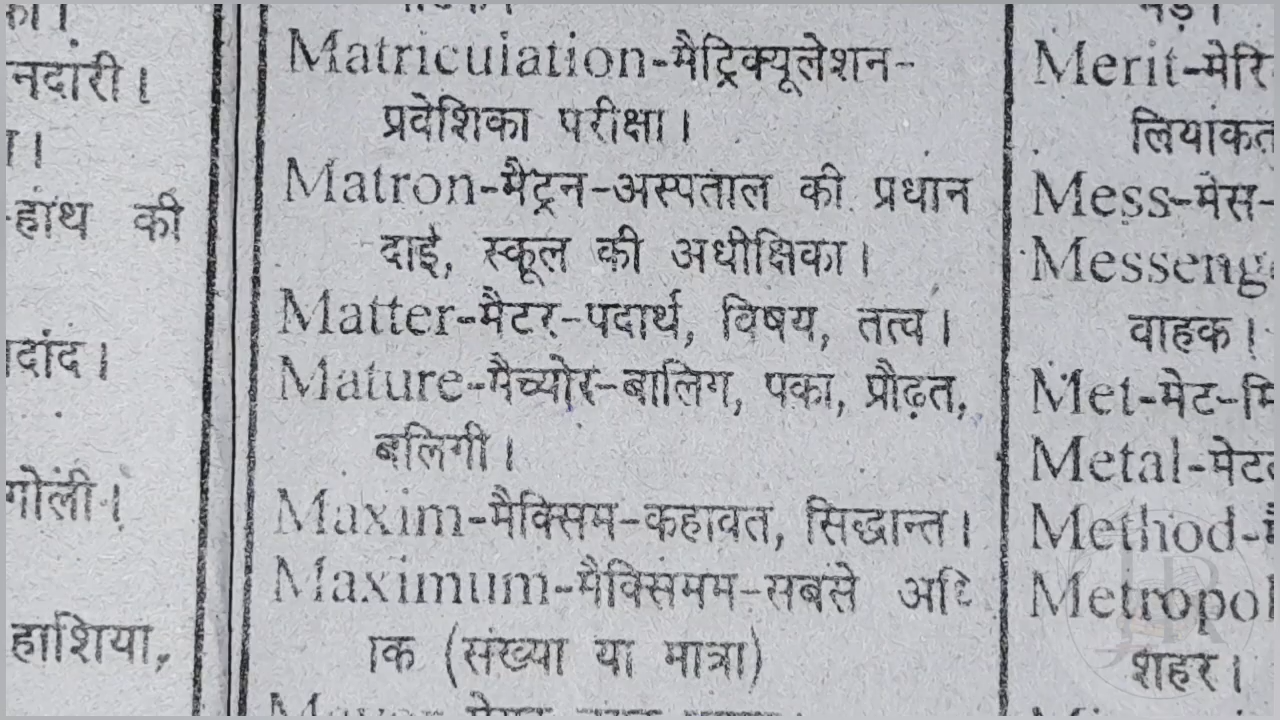 नदारी।
हाथ की
गोली।
हाशिया,
Matricuiation-मैट्रिक्यूलेशन-
प्रवेशिका परीक्षा।
Matron-मैट्रन-अस्पताल की प्रधान
दाई, स्कूल की अधीक्षिका।
Matter-मैटर-पदार्थ, विषय, तत्व।
Mature-मैच्योर-बालिग, पका, प्रौढ़त,
बलिगी।
Maxim-मैक्सिम-कहावत, सिद्धान्त।
Maximum-मैक्सिमम-सबसे अधि
ाक (संख्या या मात्रा)
Merit-मेरि
लियाकत
Mess-मेस-
Messeng
वाहक।
Met-मेट-मि
Metal-मेट
Method-
Metropol
शहर।